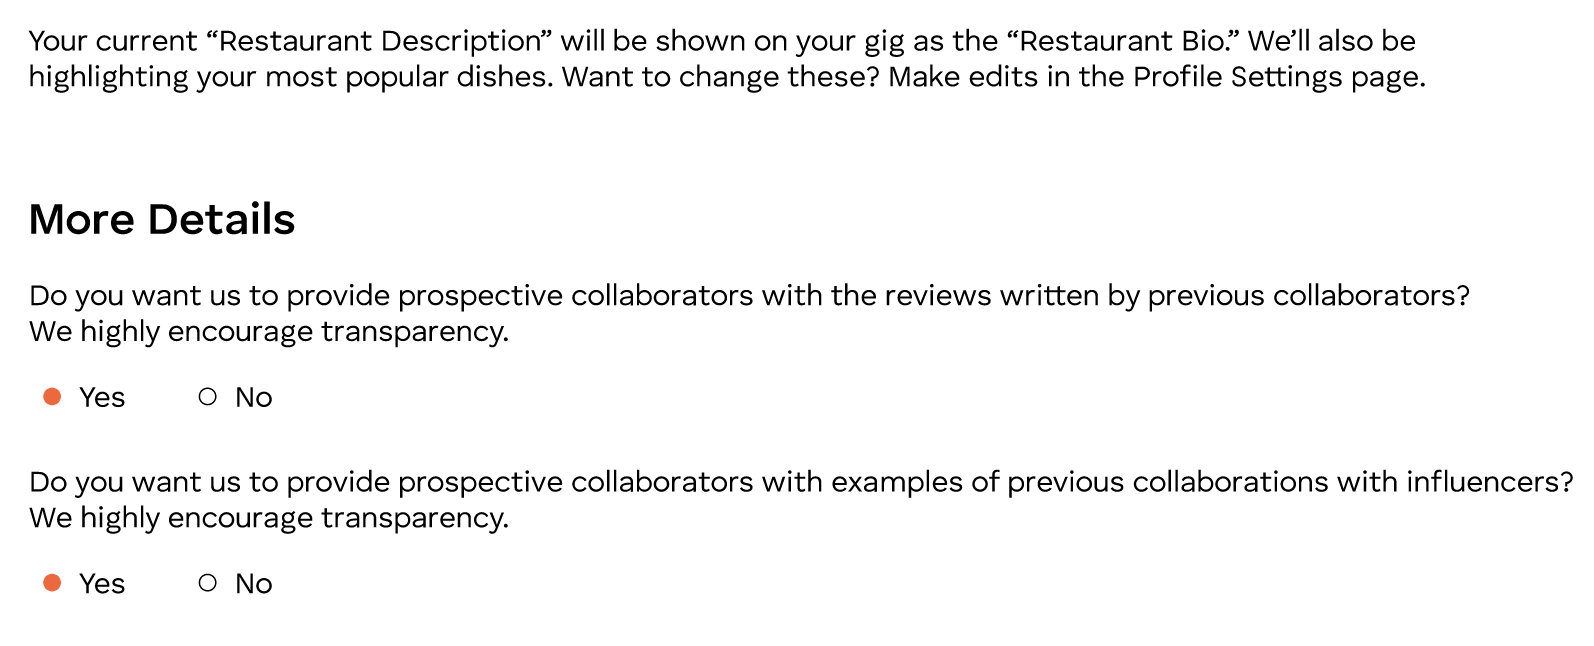 Your current “Restaurant Description” will be shown on your gig as the “Restaurant Bio.” We’ll also be
highlighting your most popular dishes. Want to change these? Make edits in the Profile Settings page.
More Details
Do you want us to provide prospective collaborators with the reviews written by previous collaborators?
We highly encourage transparency.
Yes No
Do you want us to provide prospective collaborators with examples of previous collaborations with influencers?
We highly encourage transparency.
Yes No